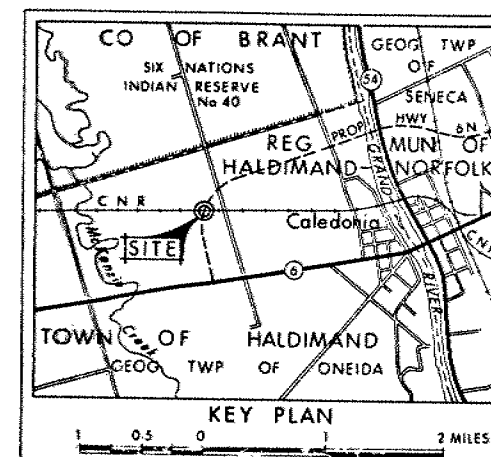 CO OF BRANT
GEOG TWP
OF
SENECA
SIX NATIONS
INDIAN RESERVE
No 40
54
HWY 6N
PROP
REG MUN OF
HALDIMAND - NORFOLK
GRAND
RIVER
C N R
Caledonia
CNR
SITE
McKenzie
Creek
6
TOWN OF HALDIMAND
GEOG TWP OF ONEIDA
KEY PLAN
1 0·5 0 1 2 MILES